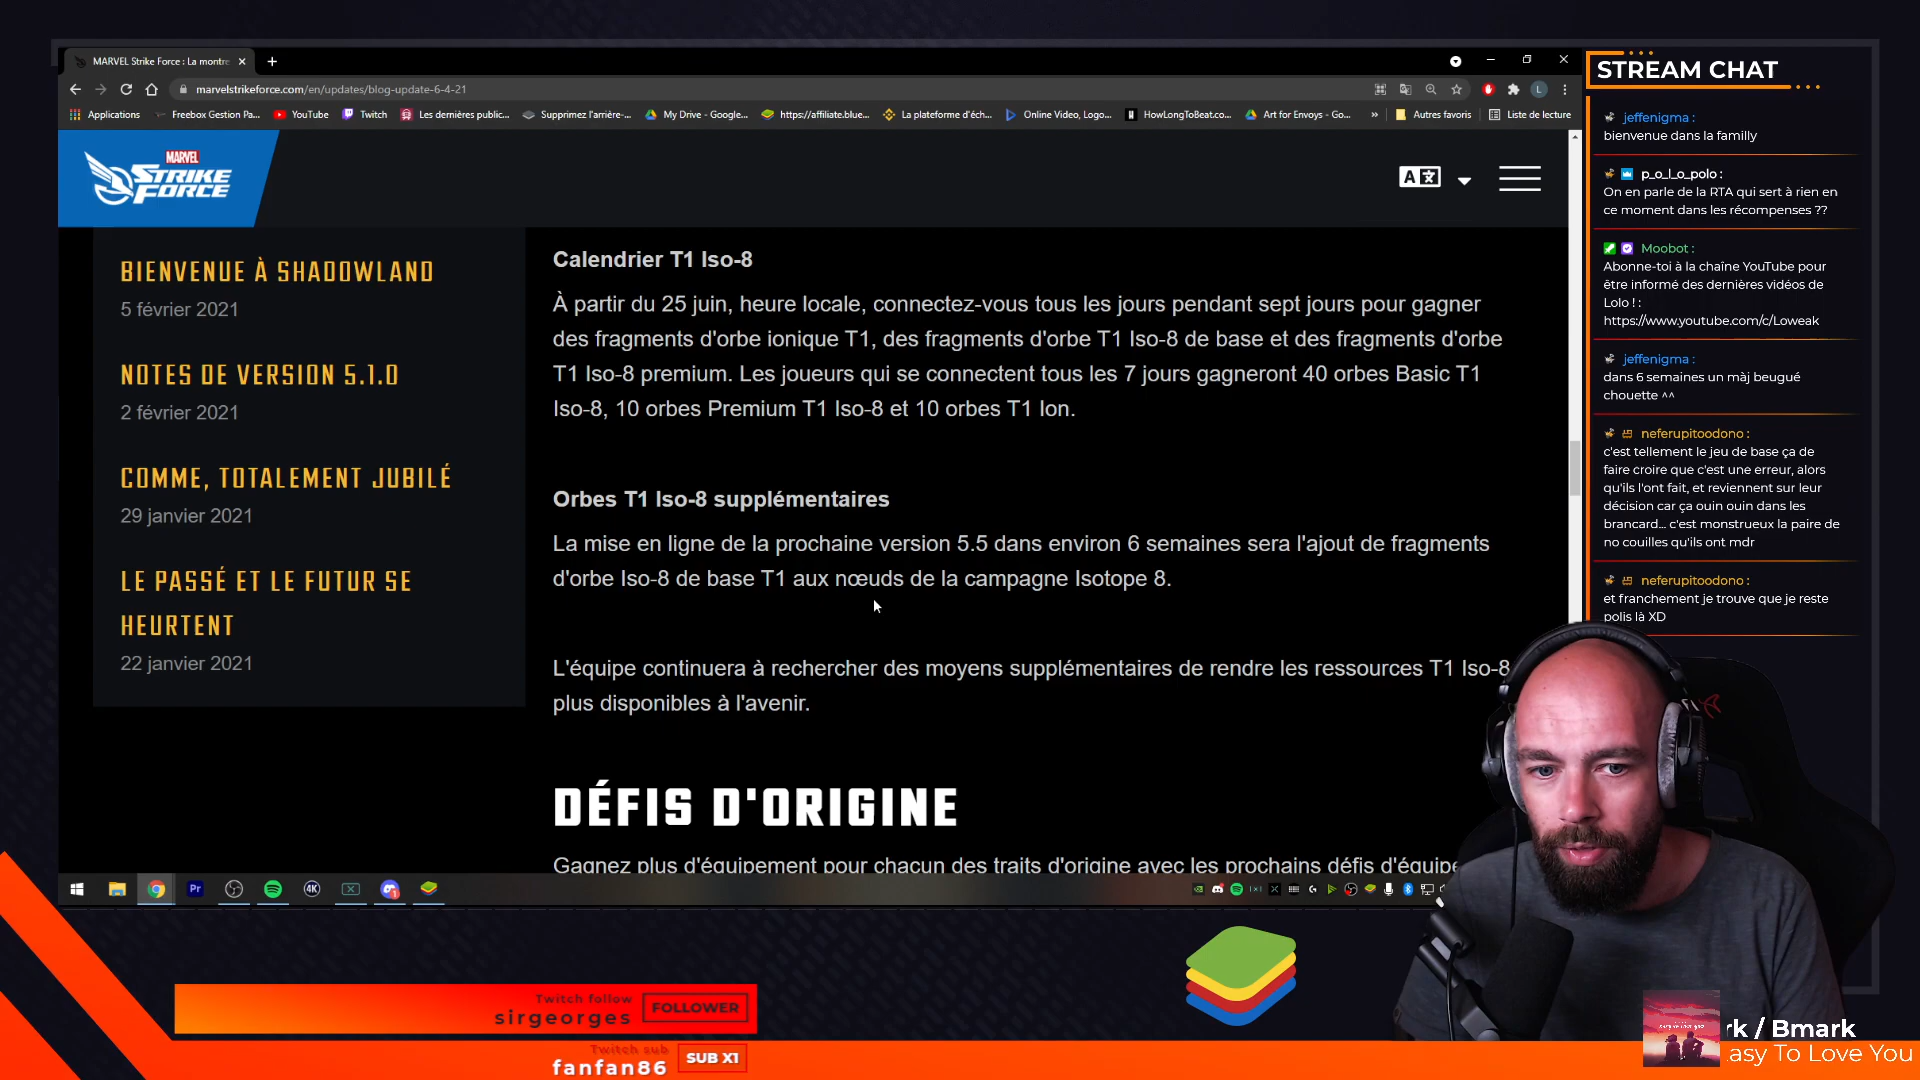 MARVEL Strike Force : La montre
marvelstrikeforce.com/en/updates/blog-update-6-4-21
Applications
Freebox Gestion Pa...
YouTube
Twitch
Les dernières public...
Supprimez l'arrière-...
My Drive - Google...
https://affiliate.blue...
La plateforme d'éch...
Online Video, Logo...
HowLongToBeat.co...
Art for Envoys - Go...
»
Autres favoris
Liste de lecture
MARVEL
STRIKE
FORCE
BIENVENUE À SHADOWLAND
5 février 2021
NOTES DE VERSION 5.1.0
2 février 2021
COMME, TOTALEMENT JUBILÉ
29 janvier 2021
LE PASSÉ ET LE FUTUR SE
HEURTENT
22 janvier 2021
Calendrier T1 Iso-8
À partir du 25 juin, heure locale, connectez-vous tous les jours pendant sept jours pour gagner
des fragments d'orbe ionique T1, des fragments d'orbe T1 Iso-8 de base et des fragments d'orbe
T1 Iso-8 premium. Les joueurs qui se connectent tous les 7 jours gagneront 40 orbes Basic T1
Iso-8, 10 orbes Premium T1 Iso-8 et 10 orbes T1 Ion.
Orbes T1 Iso-8 supplémentaires
La mise en ligne de la prochaine version 5.5 dans environ 6 semaines sera l'ajout de fragments
d'orbe Iso-8 de base T1 aux nœuds de la campagne Isotope 8.
L'équipe continuera à rechercher des moyens supplémentaires de rendre les ressources T1 Iso-8
plus disponibles à l'avenir.
DÉFIS D'ORIGINE
Gagnez plus d'équipement pour chacun des traits d'origine avec les prochains défis d'équipe
STREAM CHAT
jeffenigma :
bienvenue dans la familly
p_o_l_o_polo :
On en parle de la RTA qui sert à rien en
ce moment dans les récompenses ??
Moobot :
Abonne-toi à la chaîne YouTube pour
être informé des dernières vidéos de
Lolo ! :
https://www.youtube.com/c/Loweak
jeffenigma :
dans 6 semaines un màj beugué
chouette ^^
neferupitoodono :
c'est tellement le jeu de base ça de
faire croire que c'est une erreur, alors
qu'ils l'ont fait, et reviennent sur leur
décision car ça ouin ouin dans les
brancard... c'est monstrueux la paire de
no couilles qu'ils ont mdr
neferupitoodono :
et franchement je trouve que je reste
polis là XD
Twitch follow
sirgeorges
FOLLOWER
Twitch sub
fanfan86
SUB X1
rk / Bmark
asy To Love You